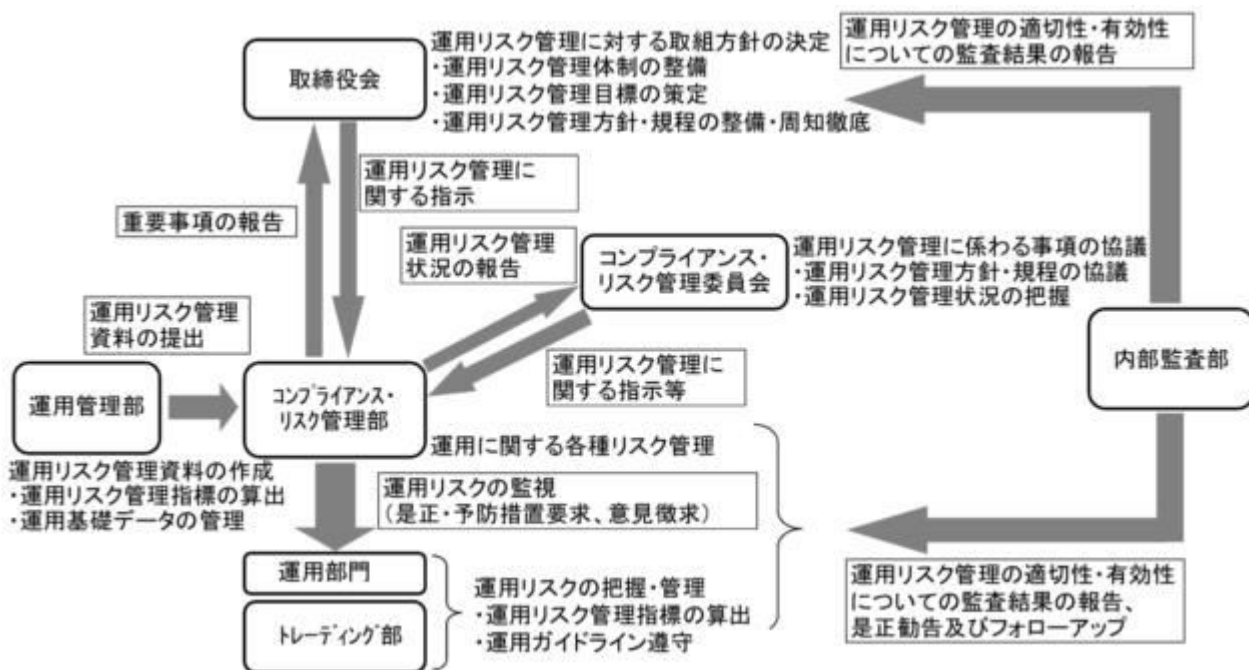 取締役会
運用リスク管理に対する取組方針の決定
・運用リスク管理体制の整備
・運用リスク管理目標の策定
・運用リスク管理方針・規程の整備・周知徹底
運用リスク管理の適切性・有効性
についての監査結果の報告
運用リスク管理に
関する指示
重要事項の報告
運用リスク管理
状況の報告
コンプライアンス・
リスク管理委員会
運用リスク管理に係わる事項の協議
・運用リスク管理方針・規程の協議
・運用リスク管理状況の把握
運用リスク管理
資料の提出
運用リスク管理に
関する指示等
内部監査部
運用管理部
コンプライアンス・
リスク管理部
運用に関する各種リスク管理
運用リスク管理資料の作成
・運用リスク管理指標の算出
・運用基礎データの管理
運用リスクの監視
（是正・予防措置要求、意見徴求）
運用部門
トレーディング部
運用リスクの把握・管理
・運用リスク管理指標の算出
・運用ガイドライン遵守
運用リスク管理の適切性・有効性
についての監査結果の報告、
是正勧告及びフォローアップ